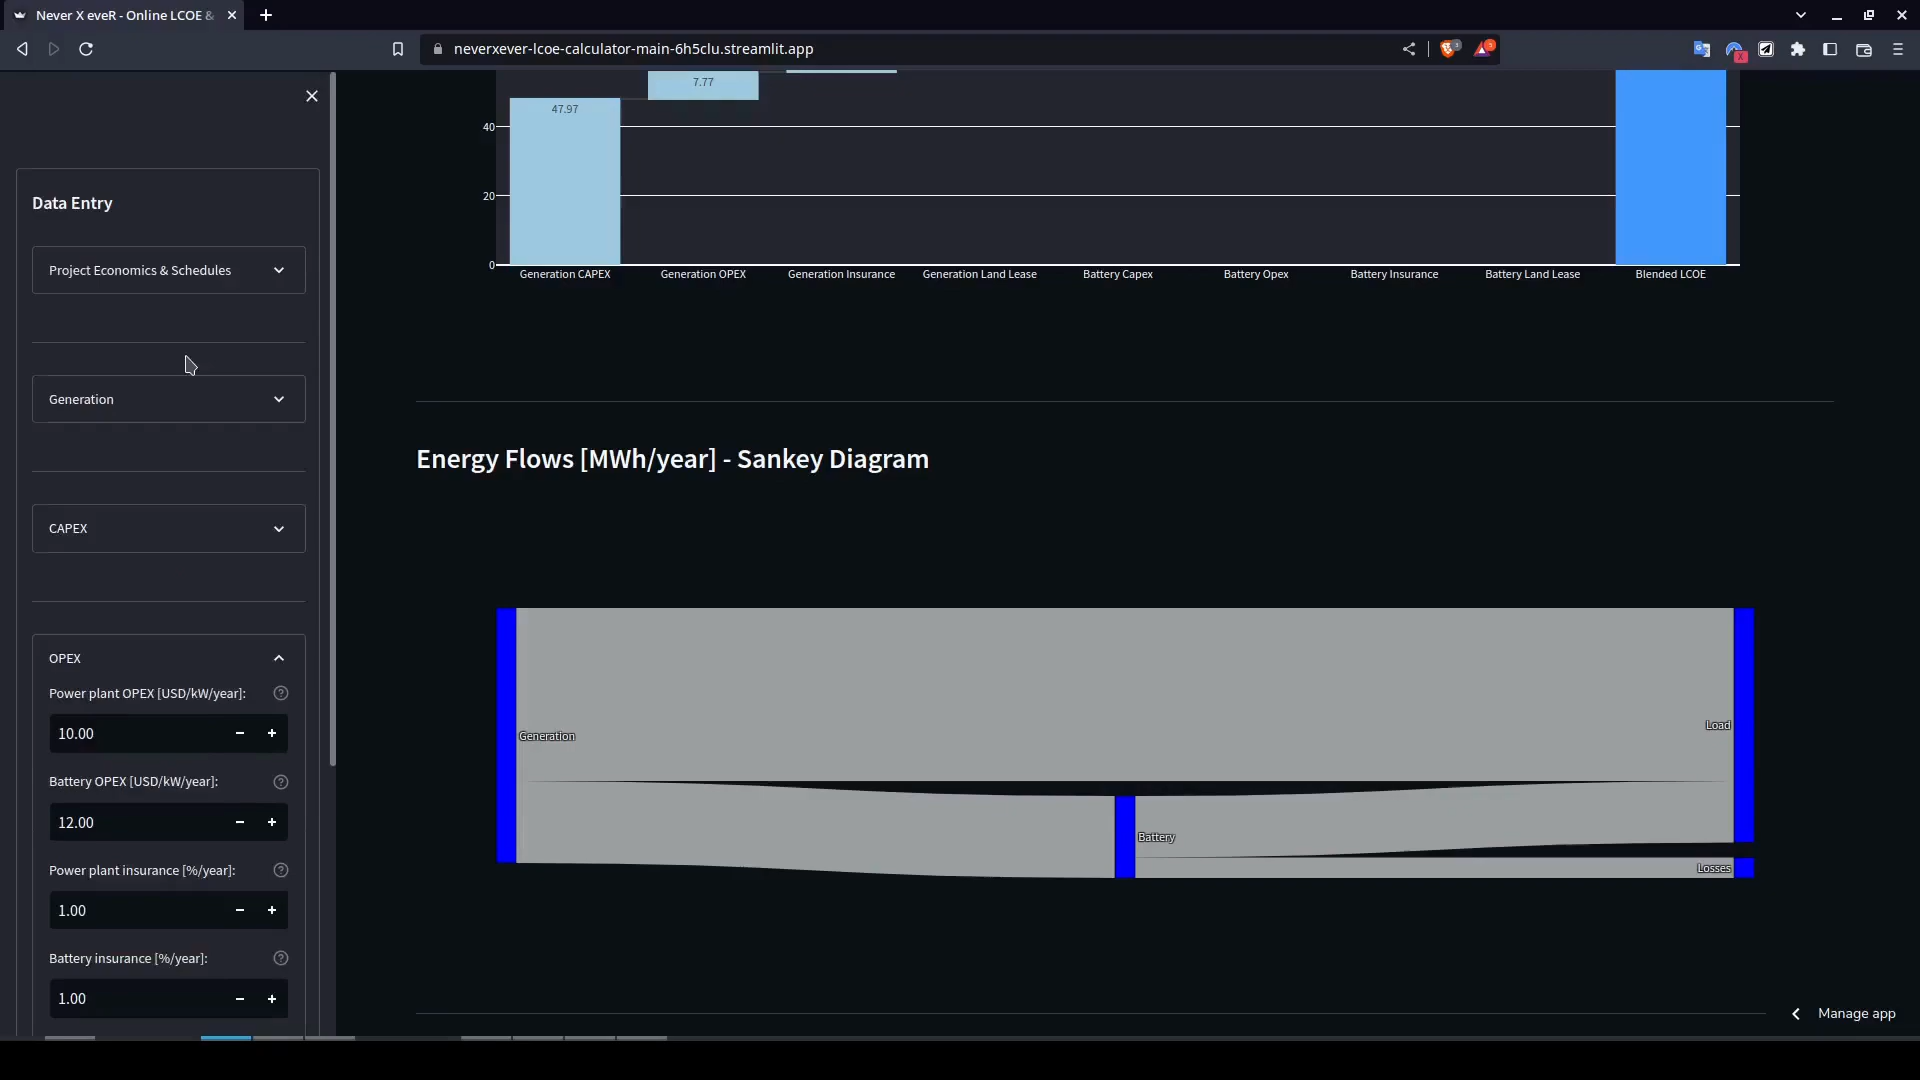 Never X eveR - Online LCOE &
neverxever-lcoe-calculator-main-6h5clu.streamlit.app
Data Entry
Project Economics & Schedules
Generation
CAPEX
OPEX
Power plant OPEX [USD/kW/year]:
10.00
Battery OPEX [USD/kW/year]:
12.00
Power plant insurance [%/year]:
1.00
Battery insurance [%/year]:
1.00
7.77
47.97
40
20
0
Generation CAPEX
Generation OPEX
Generation Insurance
Generation Land Lease
Battery Capex
Battery Opex
Battery Insurance
Battery Land Lease
Blended LCOE
Energy Flows [MWh/year] - Sankey Diagram
Generation
Load
Battery
Losses
Manage app